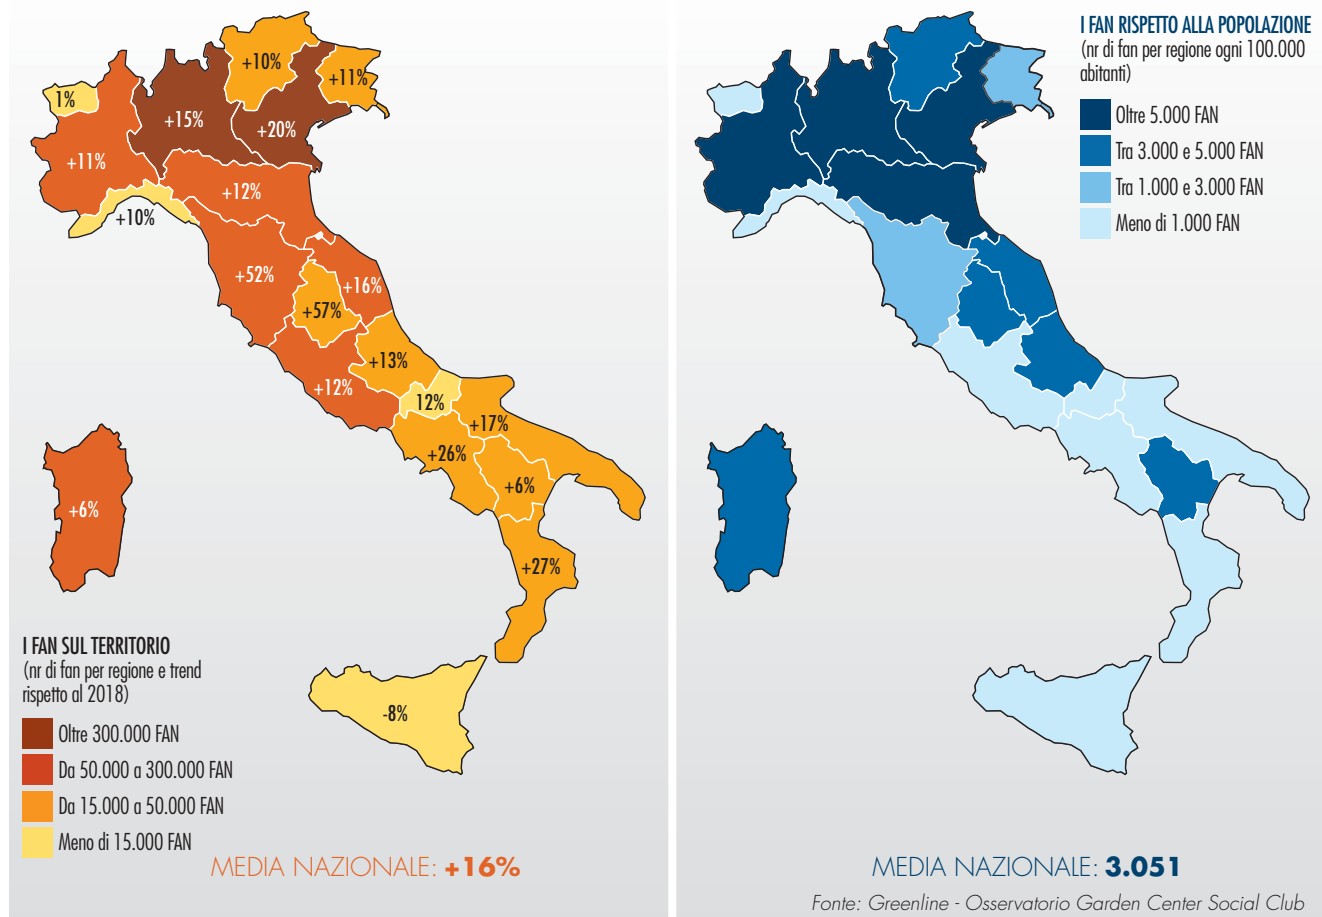 +10%
+11%
1%
+15%
+20%
+11%
+12%
+10%
+52%
+16%
+57%
+13%
+12%
12%
+17%
+26%
+6%
+6%
+27%
-8%
I FAN SUL TERRITORIO
(nr di fan per regione e trend
rispetto al 2018)
Oltre 300.000 FAN
Da 50.000 a 300.000 FAN
Da 15.000 a 50.000 FAN
Meno di 15.000 FAN
MEDIA NAZIONALE: +16%
I FAN RISPETTO ALLA POPOLAZIONE
(nr di fan per regione ogni 100.000
abitanti)
Oltre 5.000 FAN
Tra 3.000 e 5.000 FAN
Tra 1.000 e 3.000 FAN
Meno di 1.000 FAN
MEDIA NAZIONALE: 3.051
Fonte: Greenline - Osservatorio Garden Center Social Club